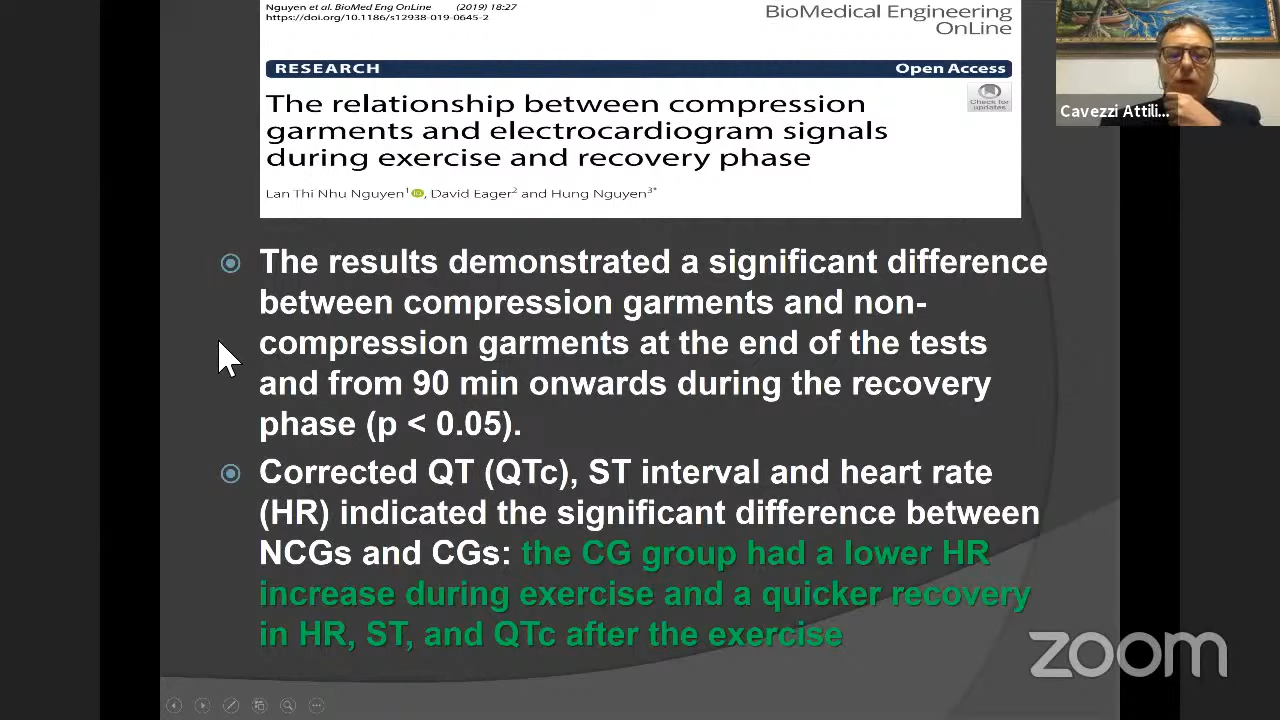 Nguyen et al. BioMed Eng OnLine (2019) 18:27
https://doi.org/10.1186/s12938-019-0645-2
BioMedical Engineering
OnLine
RESEARCH
Open Access
The relationship between compression
garments and electrocardiogram signals
during exercise and recovery phase
Check for
updates
Lan Thi Nhu Nguyen¹, David Eager² and Hung Nguyen³*
Cavezzi Attili...
The results demonstrated a significant difference
between compression garments and non-
compression garments at the end of the tests
and from 90 min onwards during the recovery
phase (p < 0.05).
Corrected QT (QTc), ST interval and heart rate
(HR) indicated the significant difference between
NCGs and CGs: the CG group had a lower HR
increase during exercise and a quicker recovery
in HR, ST, and QTc after the exercise
zoom